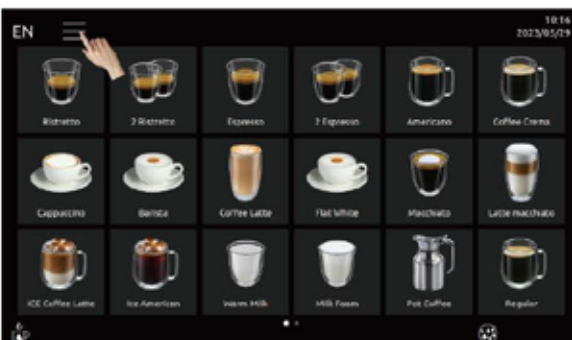 EN
10:16
2023/05/29
Ristretto
2 Ristretto
Espresso
2 Espresso
Americano
Coffee Crema
Cappuccino
Barista
Coffee Latte
Flat White
Macchiato
Latte macchiato
ICE Coffee Latte
Ice American
Warm Milk
Milk Foam
Pot Coffee
Regular